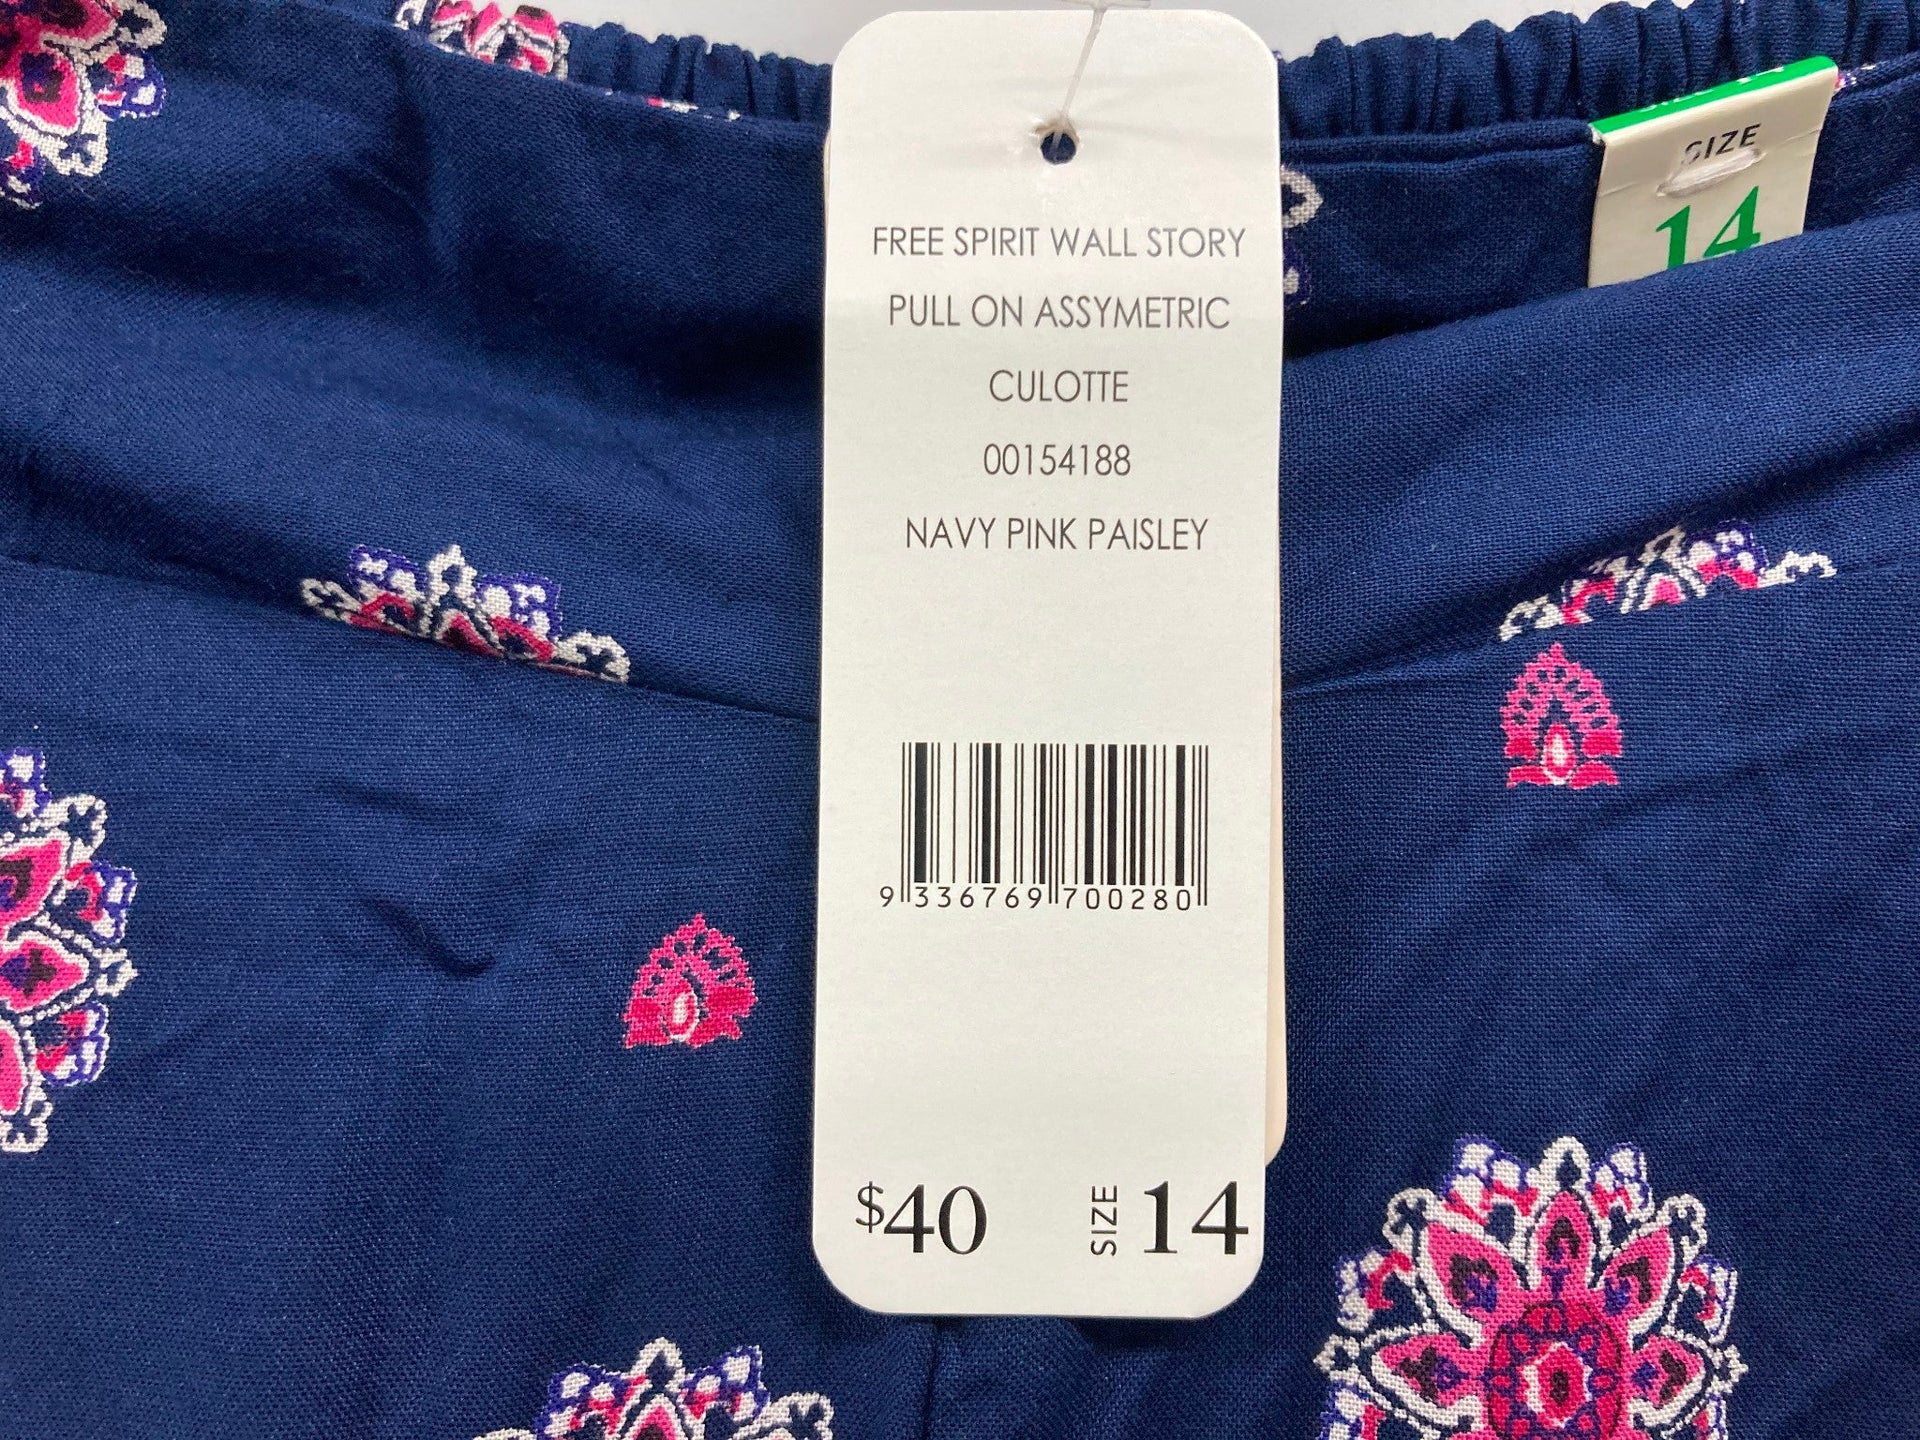 FREE SPIRIT WALL STORY
PULL ON ASSYMETRIC
CULOTTE
00154188
NAVY PINK PAISLEY
9 336769 700280
$40 SIZE 14
SIZE
14